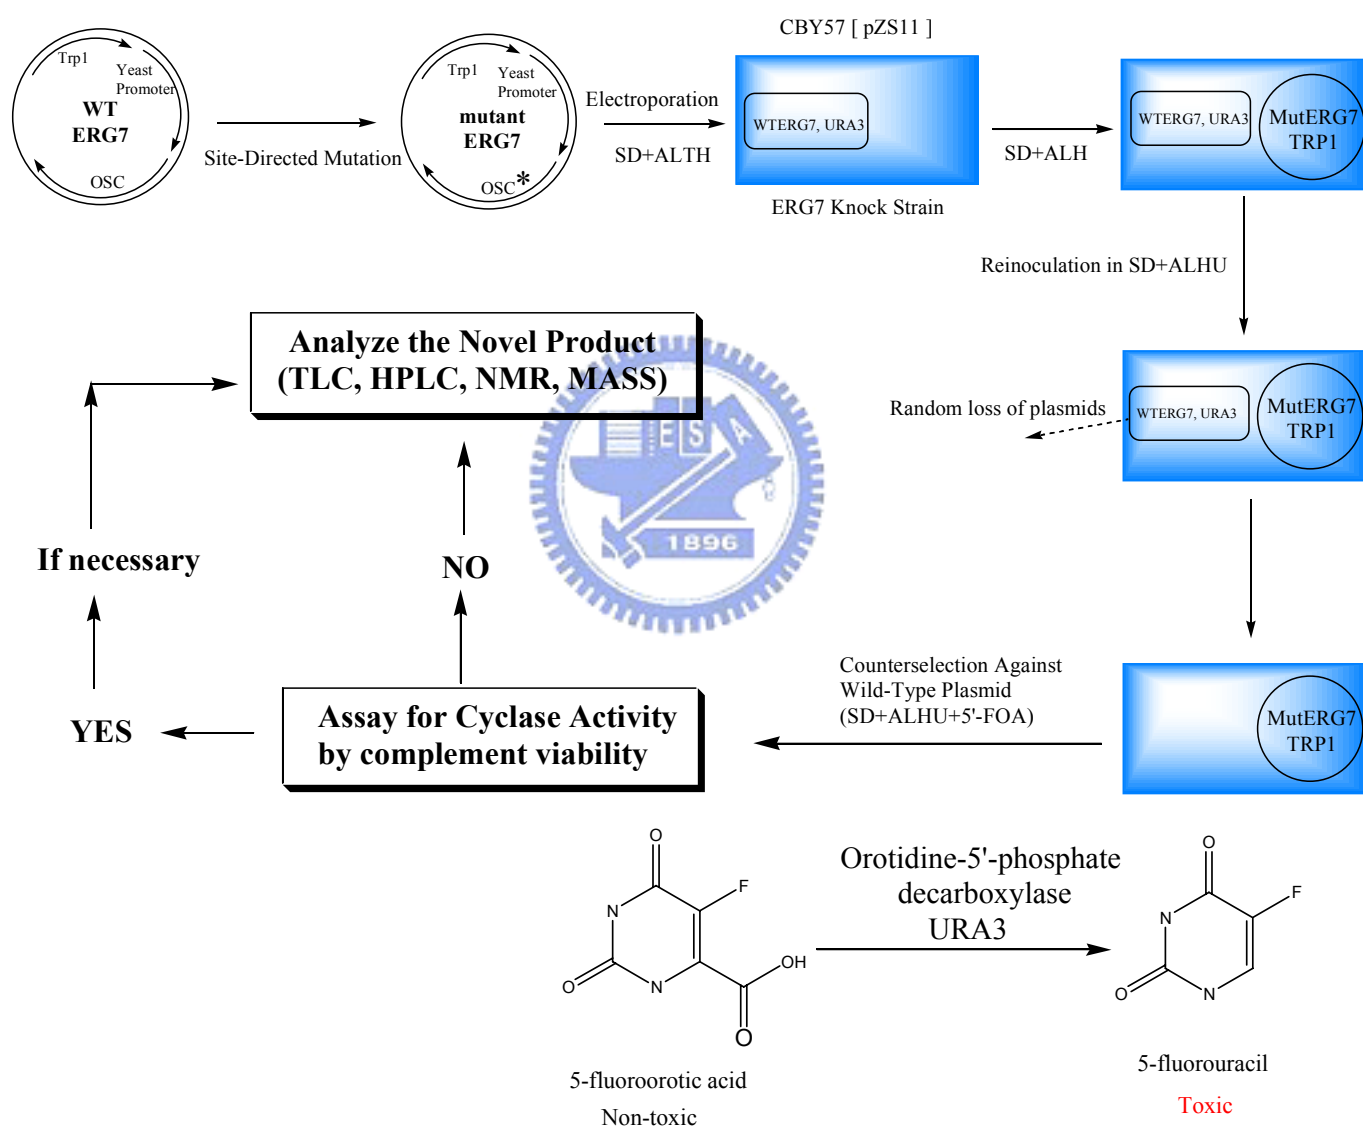 CBY57 [ pZS11 ]
Trp1
Yeast
Promoter
WT
ERG7
OSC
Site-Directed Mutation
Trp1
Yeast
Promoter
mutant
ERG7
OSC*
Electroporation
SD+ALTH
WTERG7, URA3
ERG7 Knock Strain
SD+ALH
WTERG7, URA3
MutERG7
TRP1
Reinoculation in SD+ALHU
Random loss of plasmids
WTERG7, URA3
MutERG7
TRP1
MutERG7
TRP1
Counterselection Against
Wild-Type Plasmid
(SD+ALHU+5'-FOA)
Assay for Cyclase Activity
by complement viability
YES
If necessary
NO
Analyze the Novel Product
(TLC, HPLC, NMR, MASS)
E S A
1896
O
F
N
O
N
OH
O
5-fluoroorotic acid
Non-toxic
Orotidine-5'-phosphate
decarboxylase
URA3
O
F
N
O
N
5-fluorouracil
Toxic